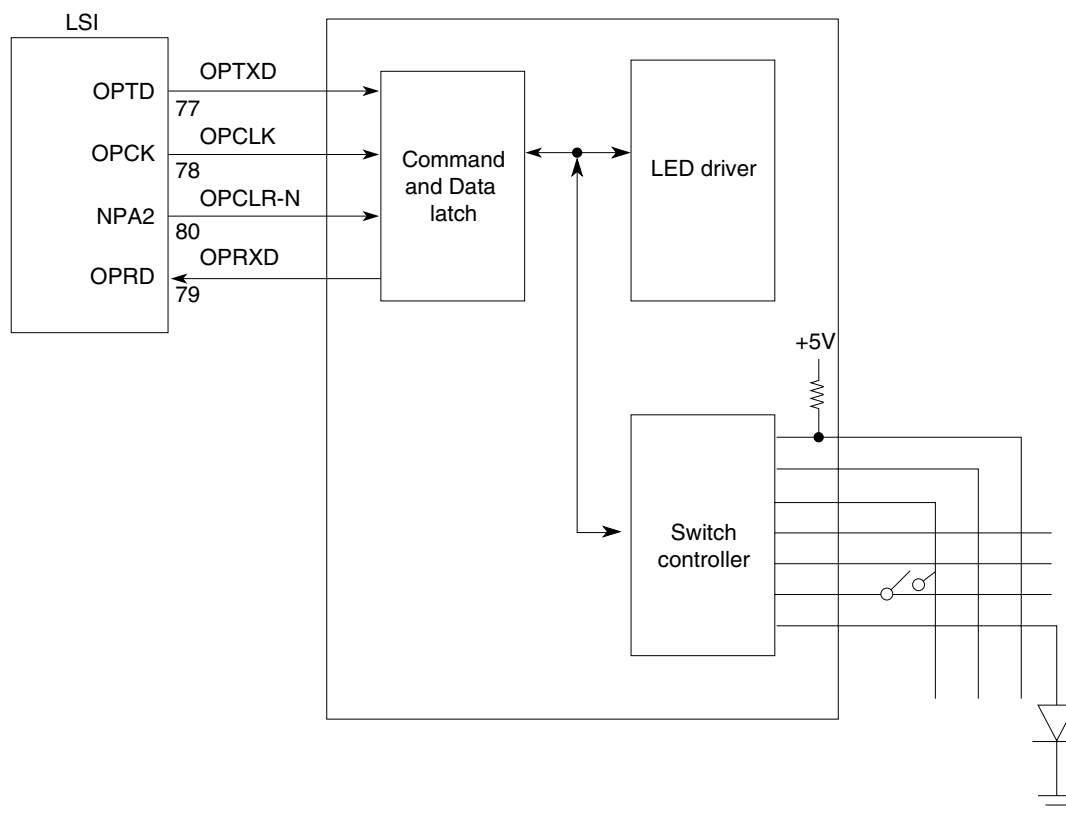 LSI
OPTD
77
OPTXD
OPCK
78
OPCLK
NPA2
80
OPCLR-N
OPRD
79
OPRXD
Command
and Data
latch
LED driver
+5V
Switch
controller